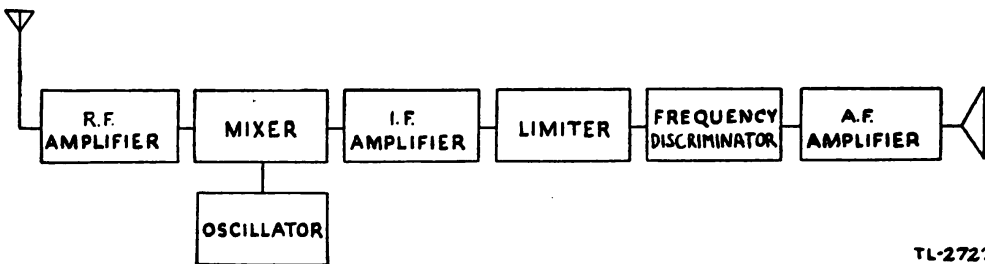 R.F.
AMPLIFIER
MIXER
I.F.
AMPLIFIER
LIMITER
FREQUENCY
DISCRIMINATOR
A.F.
AMPLIFIER
OSCILLATOR